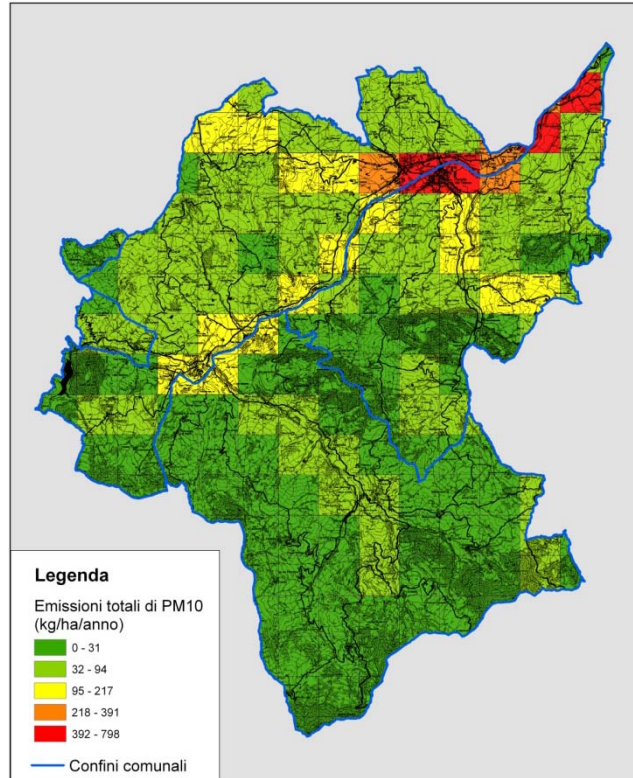 Legenda
Emissioni totali di PM10
(kg/ha/anno)
0 - 31
32 - 94
95 - 217
218 - 391
392 - 798
Confini comunali